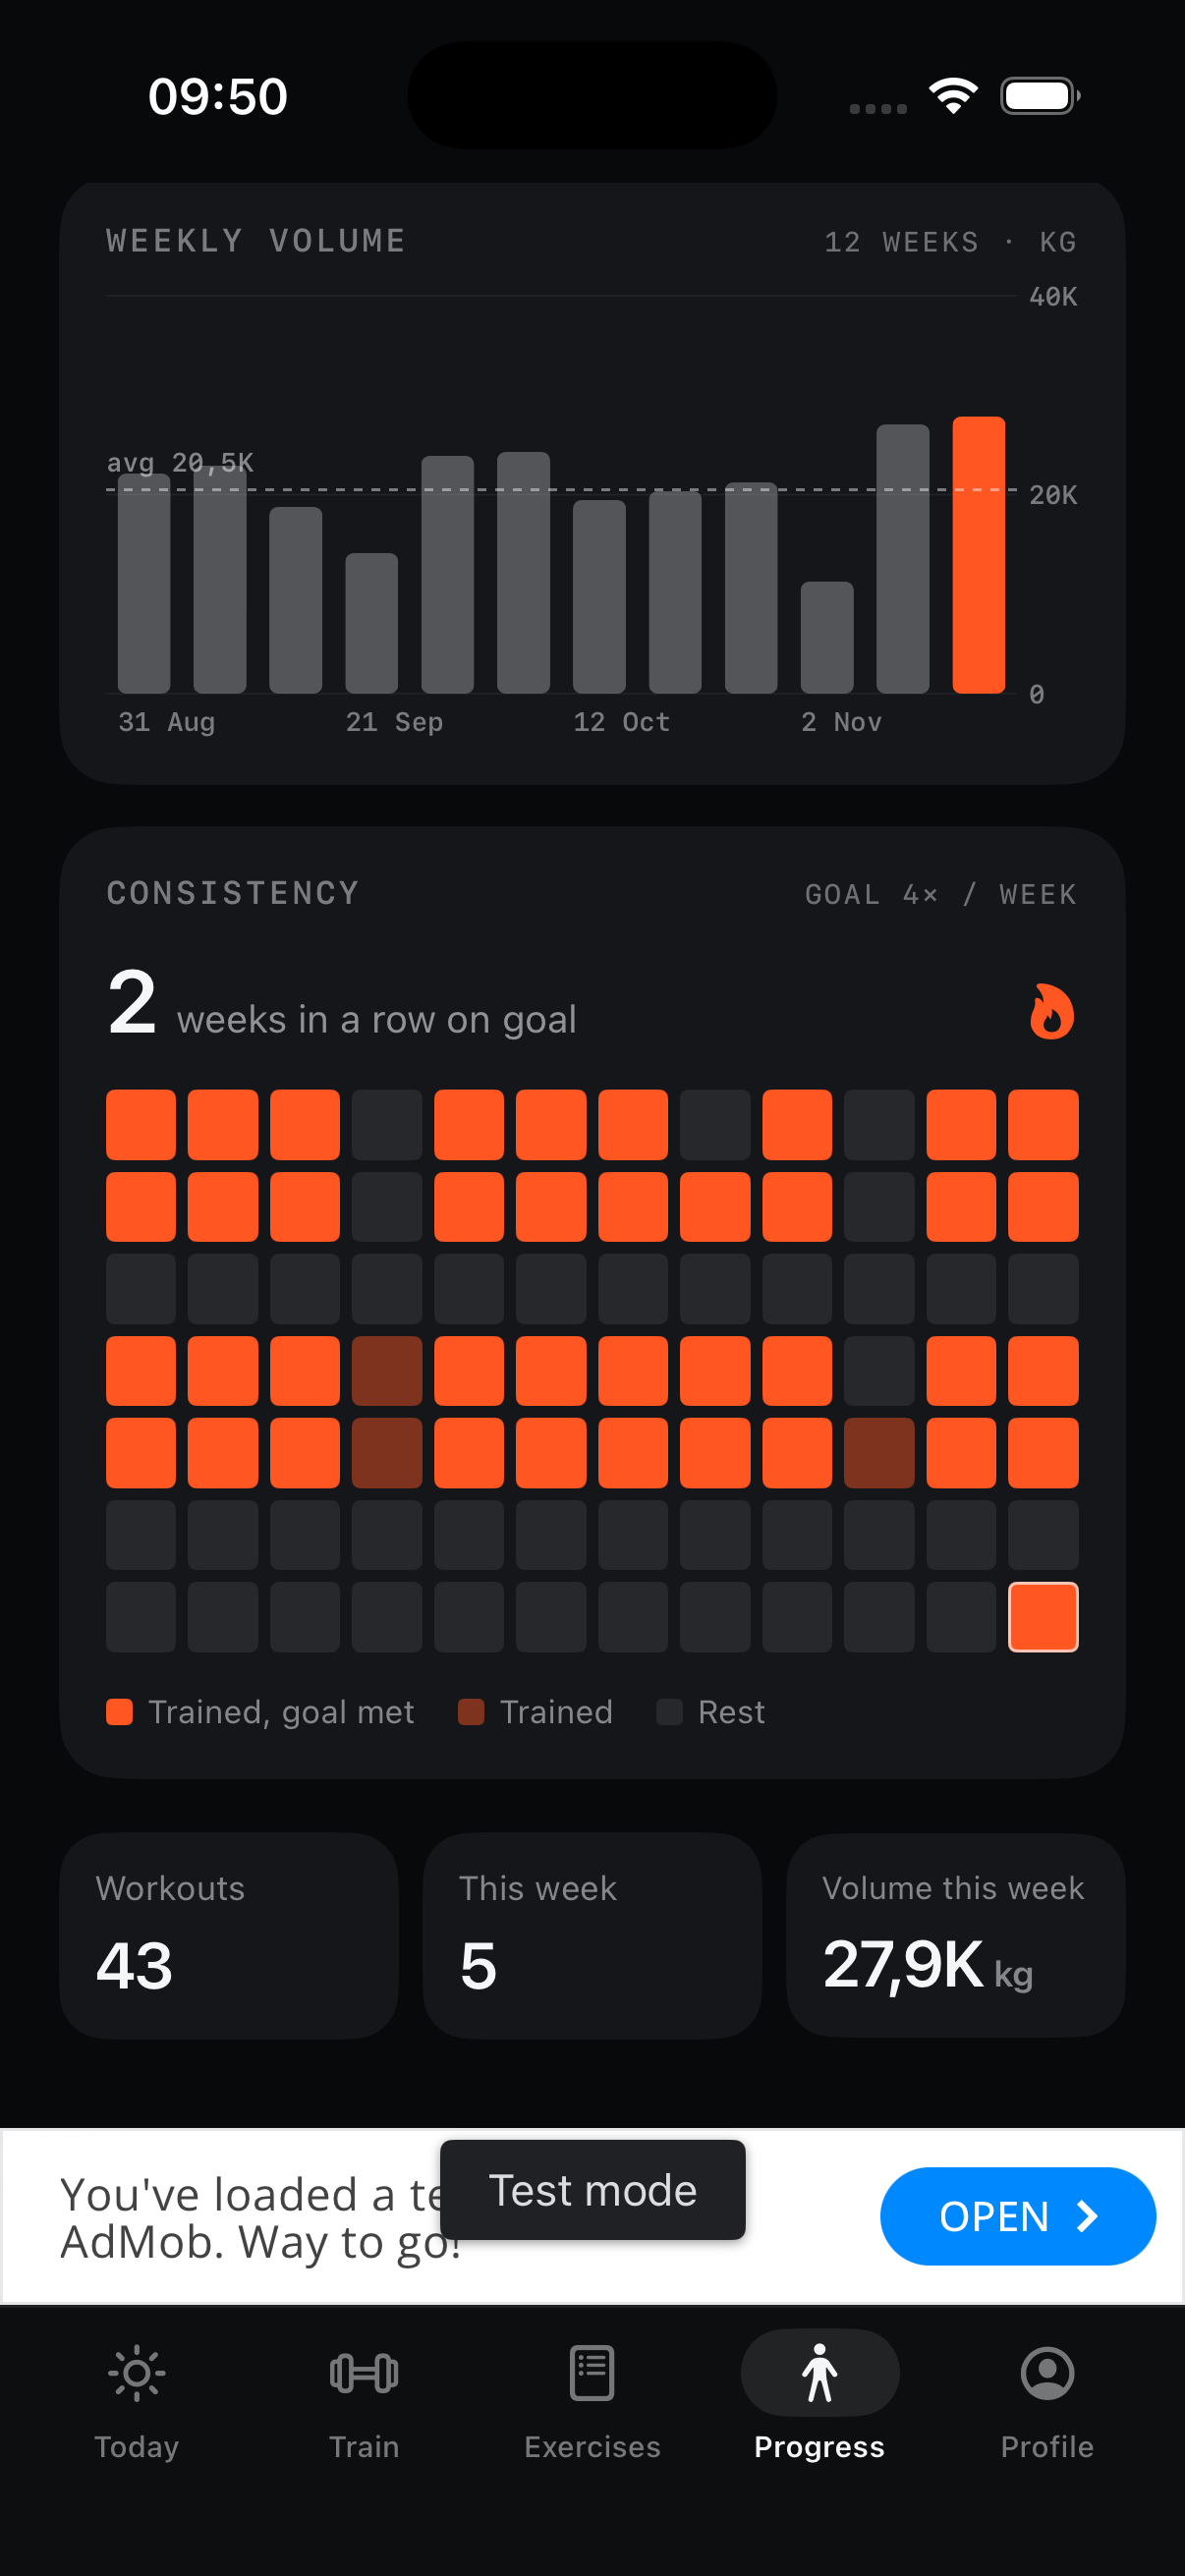 09:50
WEEKLY VOLUME
12 WEEKS · KG
40K
avg 20,5K
20K
0
31 Aug
21 Sep
12 Oct
2 Nov
CONSISTENCY
GOAL 4× / WEEK
2 weeks in a row on goal
Trained, goal met
Trained
Rest
Workouts
43
This week
5
Volume this week
27,9K kg
You've loaded a te
AdMob. Way to go!
Test mode
OPEN
Today
Train
Exercises
Progress
Profile